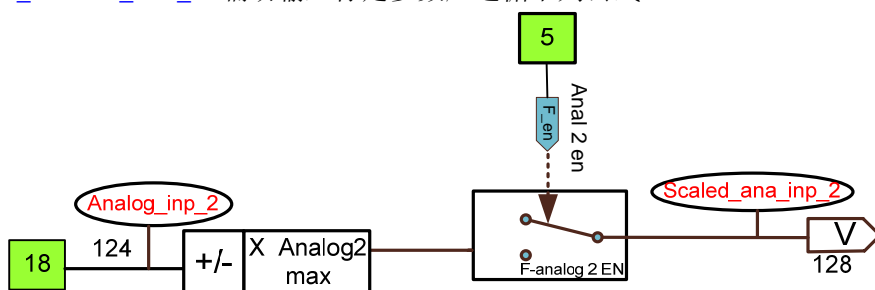 5
Anal 2 en
F_en
Analog_inp_2
Scaled_ana_inp_2
18
124
+/-
X Analog2
max
F-analog 2 EN
V
128